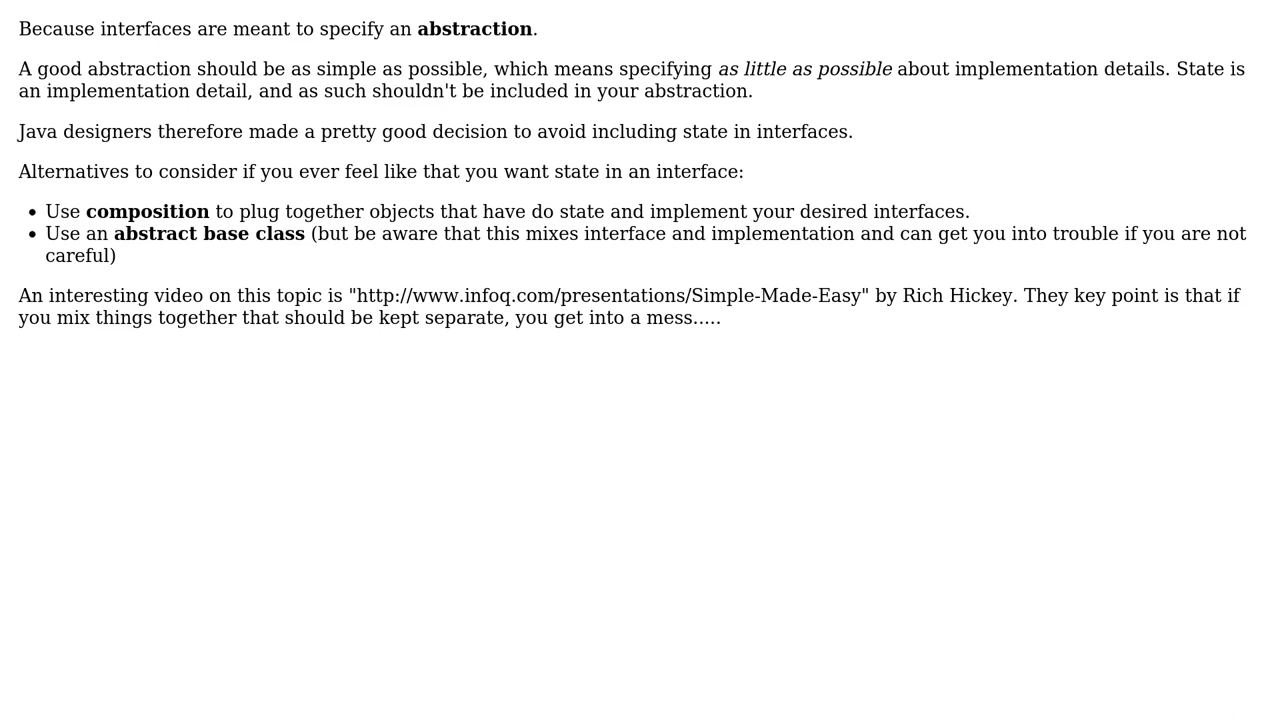 Because interfaces are meant to specify an abstraction.
A good abstraction should be as simple as possible, which means specifying as little as possible about implementation details. State is
an implementation detail, and as such shouldn't be included in your abstraction.
Java designers therefore made a pretty good decision to avoid including state in interfaces.
Alternatives to consider if you ever feel like that you want state in an interface:
• Use composition to plug together objects that have do state and implement your desired interfaces.
• Use an abstract base class (but be aware that this mixes interface and implementation and can get you into trouble if you are not
careful)
An interesting video on this topic is "http://www.infoq.com/presentations/Simple-Made-Easy" by Rich Hickey. They key point is that if
you mix things together that should be kept separate, you get into a mess.....